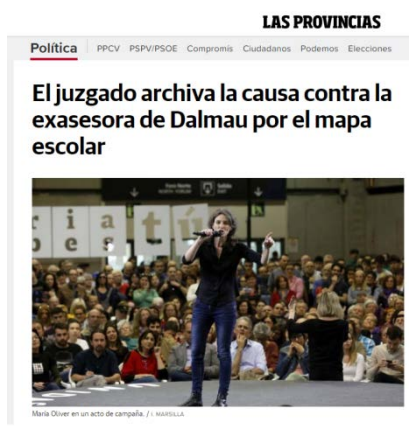 LAS PROVINCIAS
Política PPCV PSPV/PSOE Compromís Ciudadanos Podemos Elecciones
El juzgado archiva la causa contra la
exasesora de Dalmau por el mapa
escolar
r i a t ú
b e s
María Oliver en un acto de campaña. / I. MARSILLA